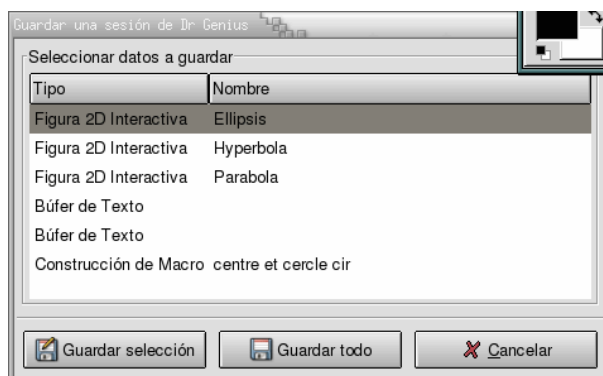 Guardar una sesión de Dr Genius
Seleccionar datos a guardar
Tipo Nombre
Figura 2D Interactiva Ellipsis
Figura 2D Interactiva Hyperbola
Figura 2D Interactiva Parabola
Búfer de Texto
Búfer de Texto
Construcción de Macro centre et cercle cir
Guardar selección Guardar todo Cancelar